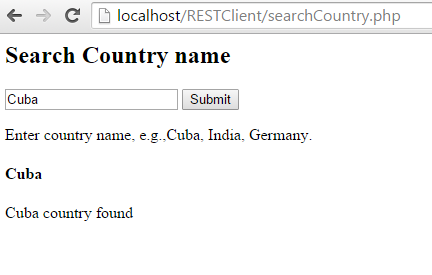 localhost/RESTClient/searchCountry.php
Search Country name
Cuba Submit
Enter country name, e.g.,Cuba, India, Germany.
Cuba
Cuba country found